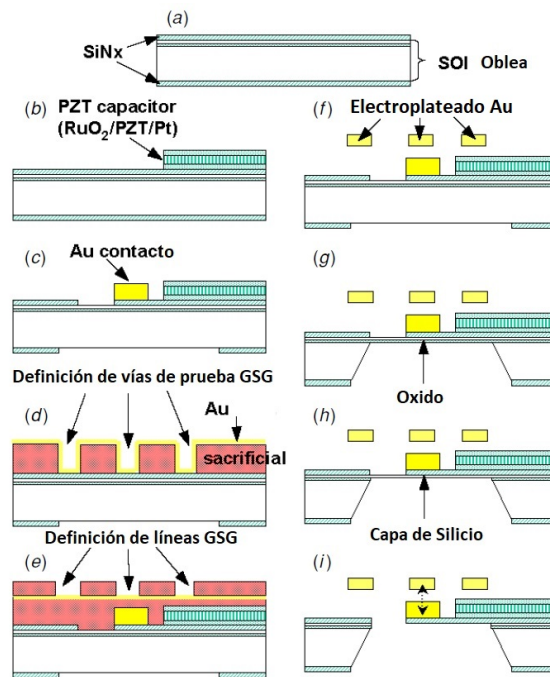 (a)
SiNx
SOI Oblea
(b)
PZT capacitor
(RuO2/PZT/Pt)
(c)
Au contacto
Definición de vías de prueba GSG
(d)
Au
sacrificial
Definición de líneas GSG
(e)
(f)
Electroplateado Au
(g)
Oxido
(h)
Capa de Silicio
(i)